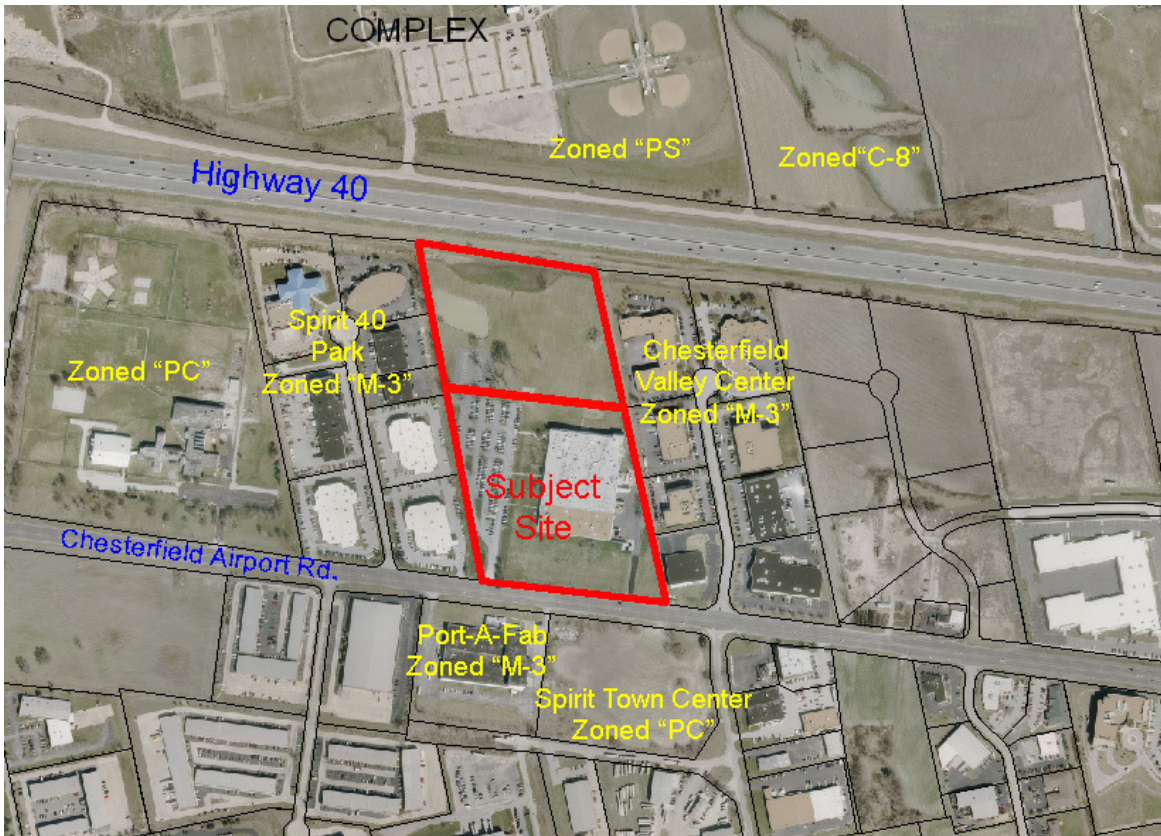 COMPLEX
Zoned “PS”
Zoned“C-8”
Highway 40
Spirit 40
Park
Zoned “M-3”
Zoned “PC”
Chesterfield
Valley Center
Zoned “M-3”
Subject
Site
Chesterfield Airport Rd.
Port-A-Fab
Zoned “M-3”
Spirit Town Center
Zoned “PC”